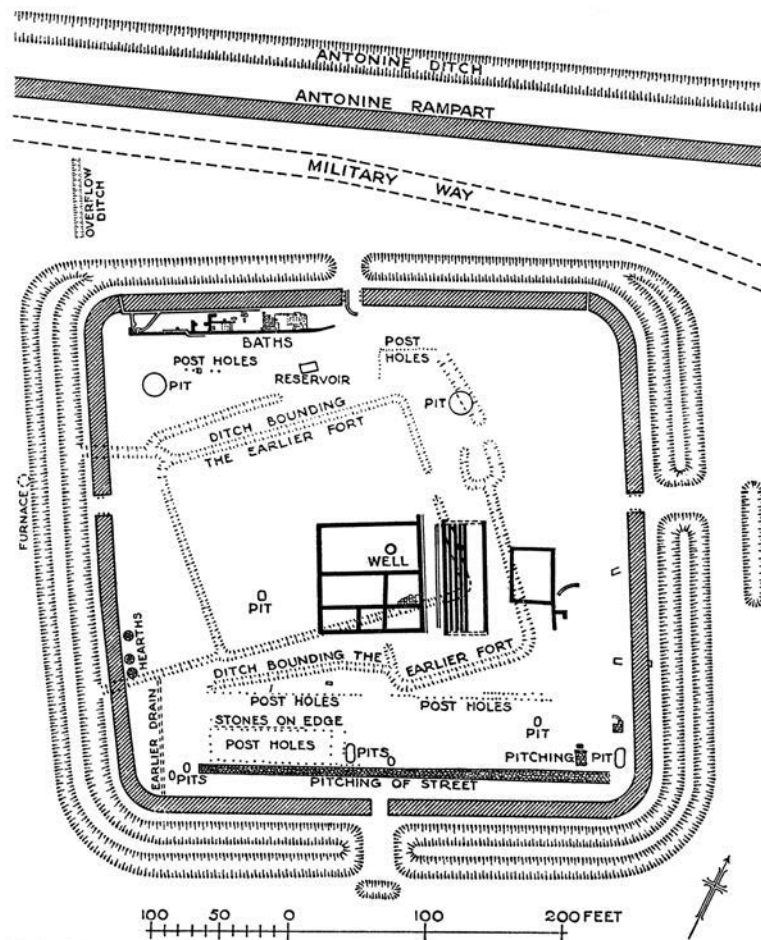 ANTONINE DITCH
ANTONINE RAMPART
MILITARY WAY
OVERFLOW
DITCH
BATHS
POST
HOLES
POST HOLES
RESERVOIR
PIT
PIT
DITCH BOUNDING
THE EARLIER FORT
FURNACE
WELL
PIT
HEARTHS
DITCH BOUNDING THE EARLIER FORT
POST HOLES
POST HOLES
STONES ON EDGE
POST HOLES
PIT
PITS
PITCHING
PIT
EARLIER DRAIN
PITS
PITCHING OF STREET
100 50 0 100 200 FEET